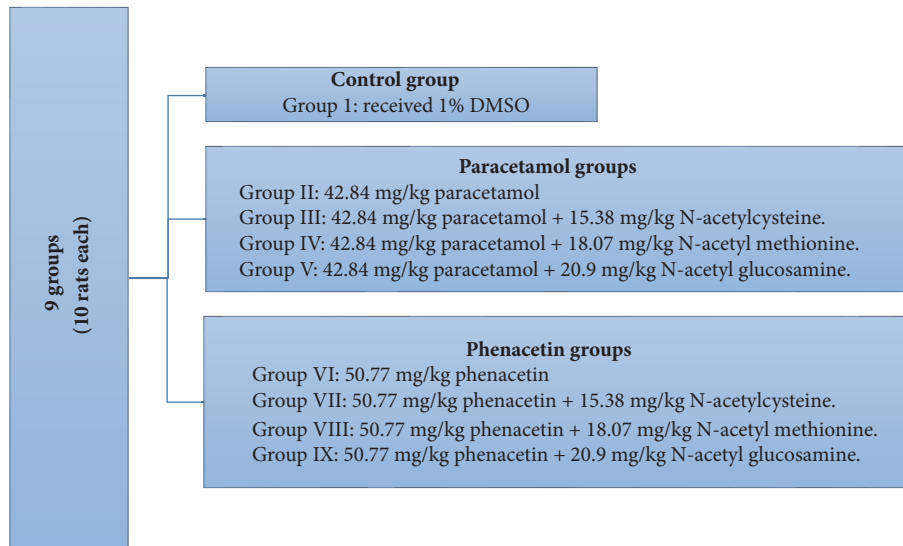 9 groups
(10 rats each)
Control group
Group 1: received 1% DMSO
Paracetamol groups
Group II: 42.84 mg/kg paracetamol
Group III: 42.84 mg/kg paracetamol + 15.38 mg/kg N-acetylcysteine.
Group IV: 42.84 mg/kg paracetamol + 18.07 mg/kg N-acetyl methionine.
Group V: 42.84 mg/kg paracetamol + 20.9 mg/kg N-acetyl glucosamine.
Phenacetin groups
Group VI: 50.77 mg/kg phenacetin
Group VII: 50.77 mg/kg phenacetin + 15.38 mg/kg N-acetylcysteine.
Group VIII: 50.77 mg/kg phenacetin + 18.07 mg/kg N-acetyl methionine.
Group IX: 50.77 mg/kg phenacetin + 20.9 mg/kg N-acetyl glucosamine.